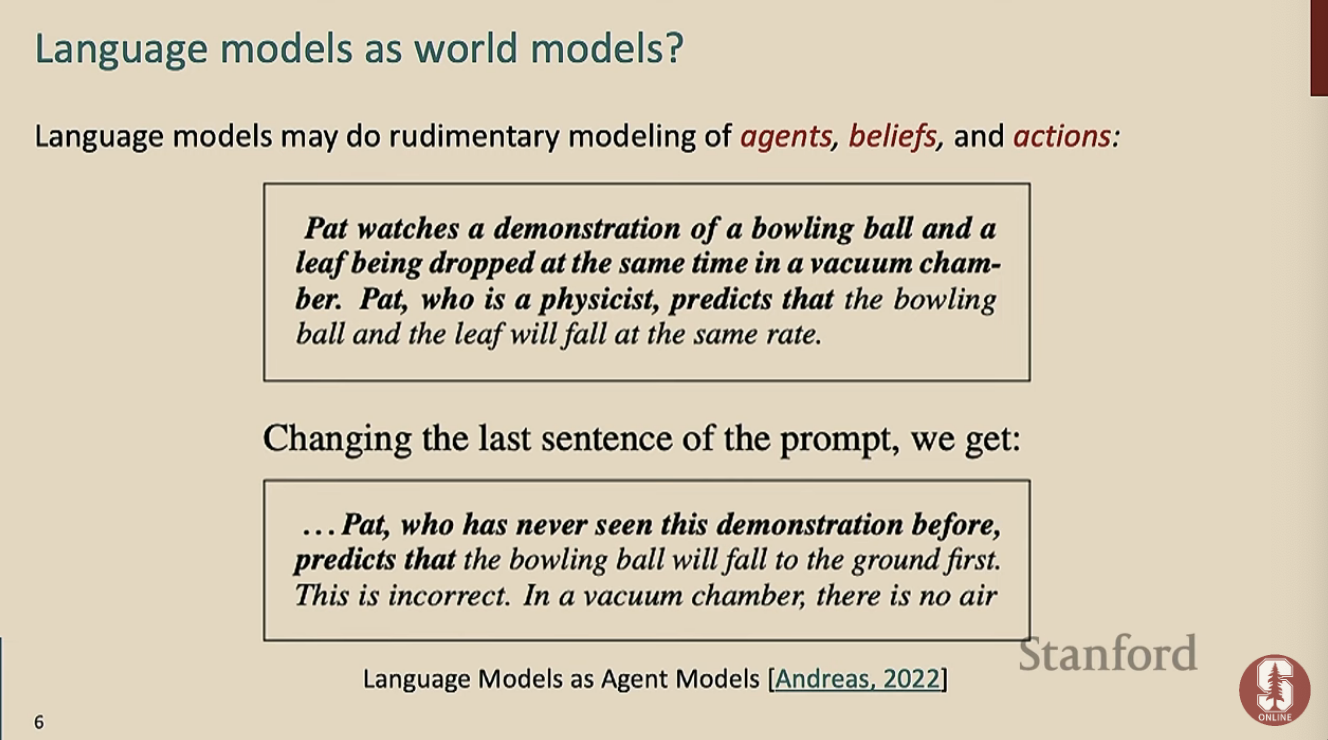 Language models as world models?
Language models may do rudimentary modeling of agents, beliefs, and actions:
Pat watches a demonstration of a bowling ball and a
leaf being dropped at the same time in a vacuum cham-
ber. Pat, who is a physicist, predicts that the bowling
ball and the leaf will fall at the same rate.
Changing the last sentence of the prompt, we get:
... Pat, who has never seen this demonstration before,
predicts that the bowling ball will fall to the ground first.
This is incorrect. In a vacuum chamber, there is no air
Stanford
Language Models as Agent Models [Andreas, 2022]
S
ONLINE
6